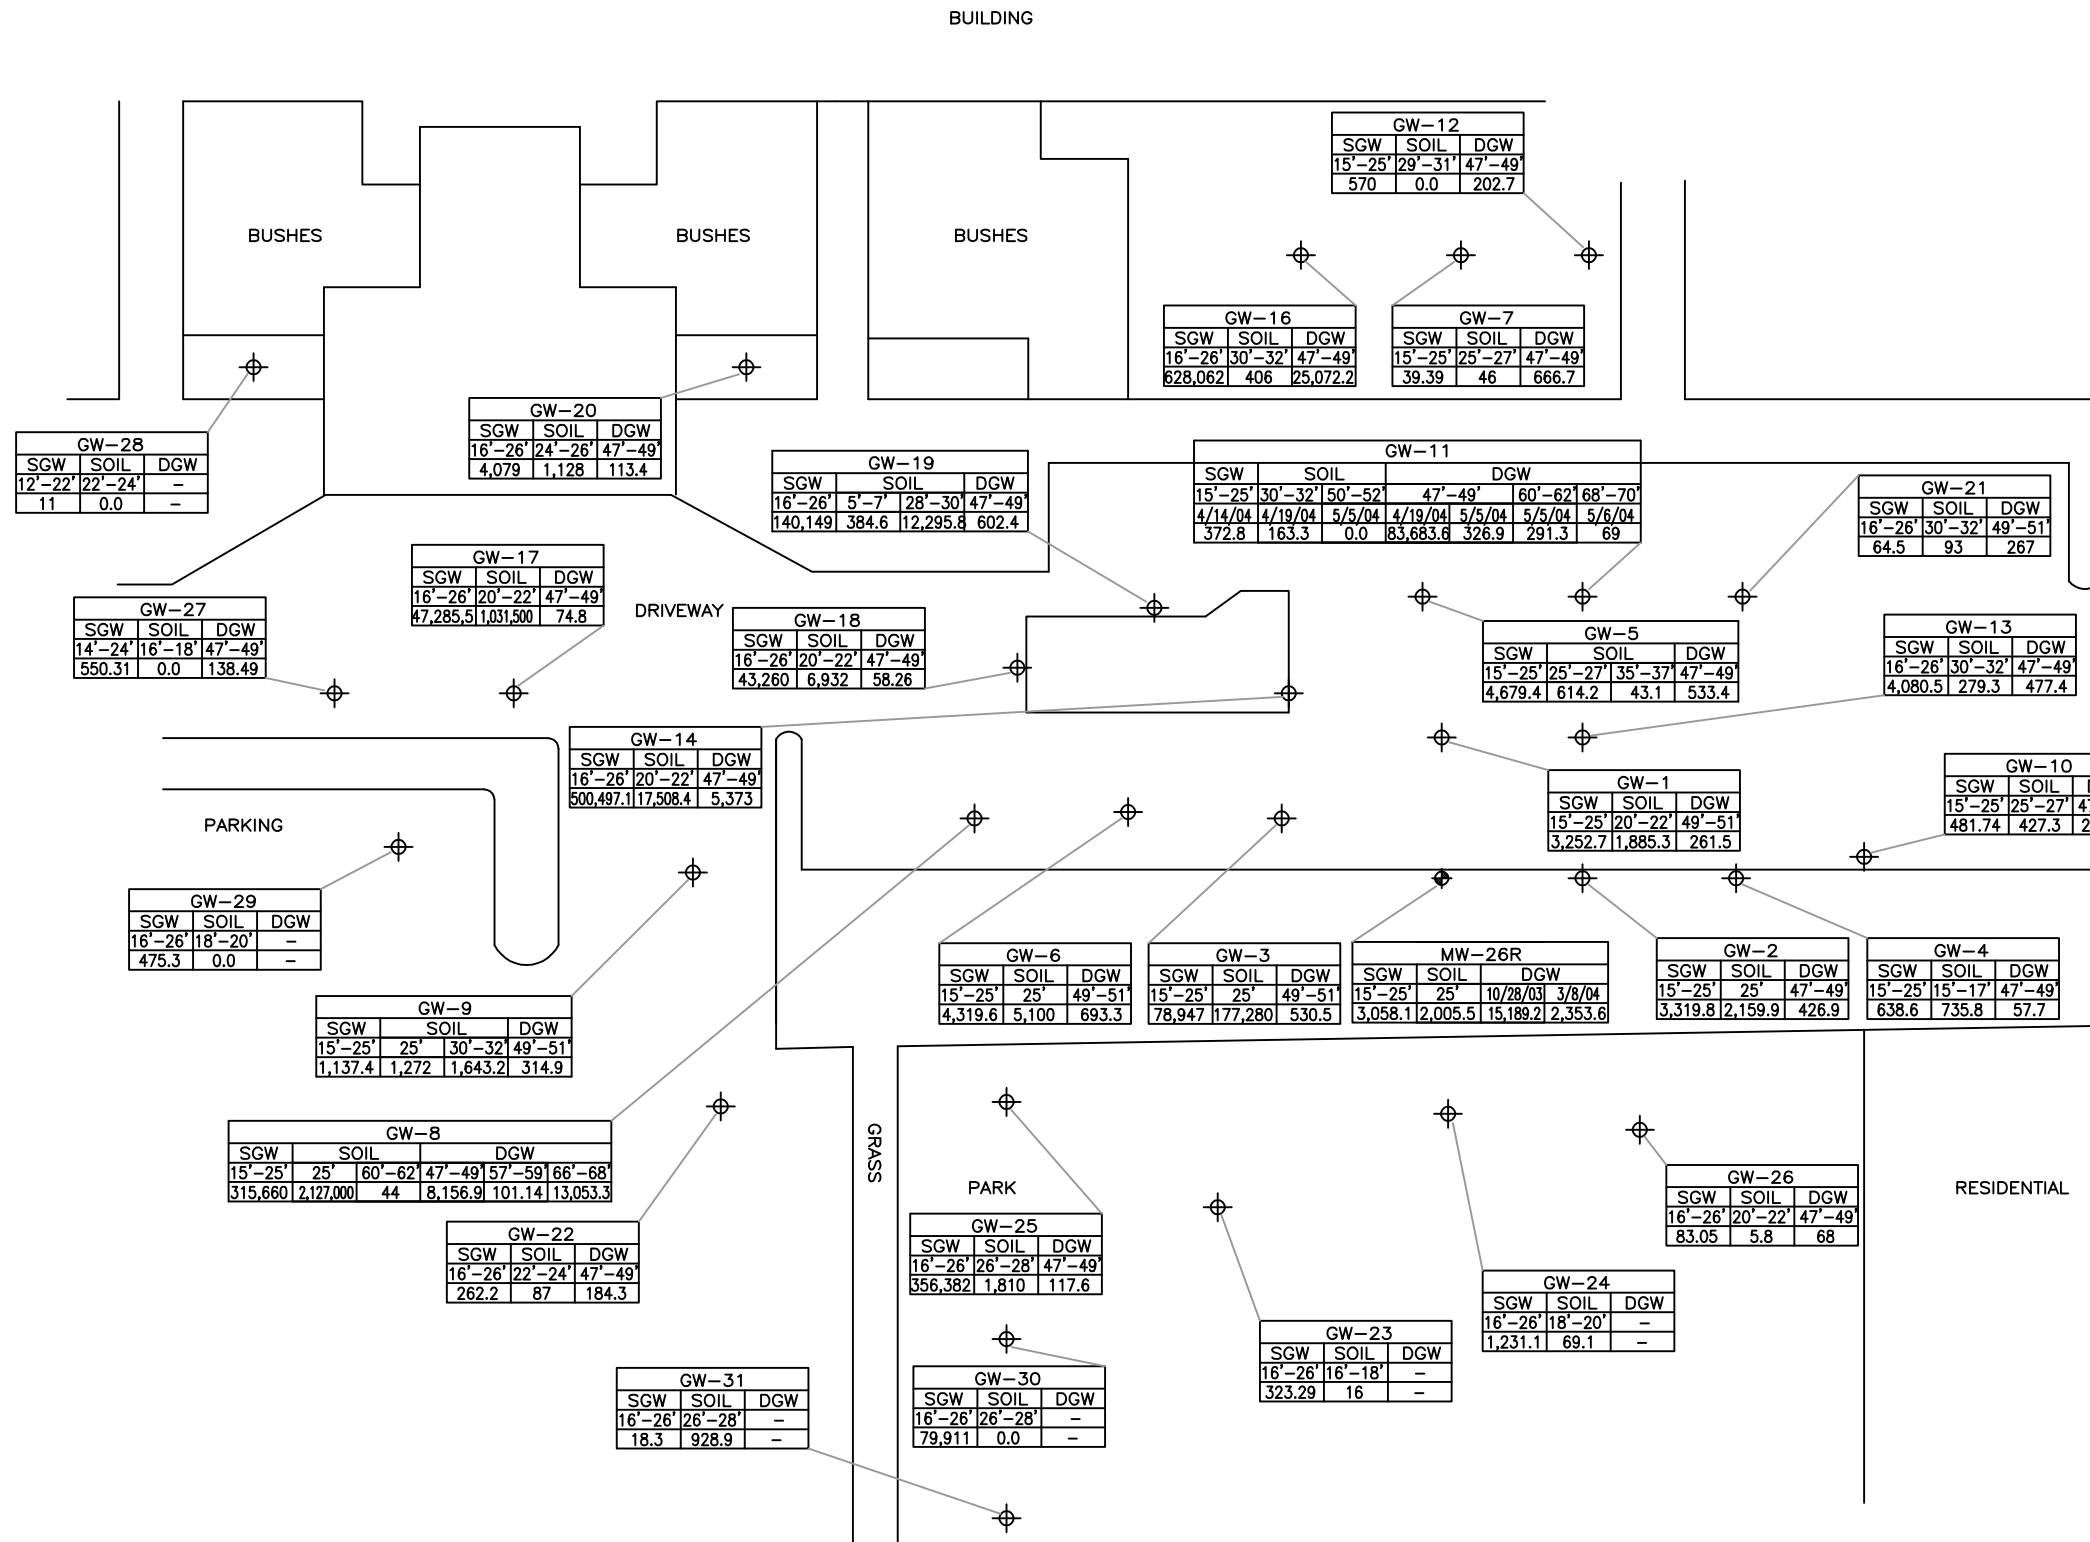 BUILDING
GW-12
SGW SOIL DGW
15'-25' 29'-31' 47'-49'
570 0.0 202.7
BUSHES BUSHES BUSHES
GW-16
SGW SOIL DGW
16'-26' 30'-32' 47'-49'
628,062 406 25,072.2
GW-7
SGW SOIL DGW
15'-25' 25'-27' 47'-49'
39.39 46 666.7
GW-28
SGW SOIL DGW
12'-22' 22'-24' -
11 0.0 -
GW-20
SGW SOIL DGW
16'-26' 24'-26' 47'-49'
4,079 1,128 113.4
GW-19
SGW SOIL DGW
16'-26' 5'-7' 28'-30' 47'-49'
140,149 384.6 12,295.8 602.4
GW-11
SGW SOIL DGW
15'-25' 30'-32' 50'-52' 47'-49' 60'-62' 68'-70'
4/14/04 4/19/04 5/5/04 4/19/04 5/5/04 5/5/04 5/6/04
372.8 163.3 0.0 83,683.6 326.9 291.3 69
GW-21
SGW SOIL DGW
16'-26' 30'-32' 49'-51'
64.5 93 267
GW-17
SGW SOIL DGW
16'-26' 20'-22' 47'-49'
47,285,5 1,031,500 74.8
DRIVEWAY
GW-27
SGW SOIL DGW
14'-24' 16'-18' 47'-49'
550.31 0.0 138.49
GW-18
SGW SOIL DGW
16'-26' 20'-22' 47'-49'
43,260 6,932 58.26
GW-5
SGW SOIL DGW
15'-25' 25'-27' 35'-37' 47'-49'
4,679.4 614.2 43.1 533.4
GW-13
SGW SOIL DGW
16'-26' 30'-32' 47'-49'
4,080.5 279.3 477.4
GW-14
SGW SOIL DGW
16'-26' 20'-22' 47'-49'
500,497.1 17,508.4 5,373
GW-1
SGW SOIL DGW
15'-25' 20'-22' 49'-51'
3,252.7 1,885.3 261.5
GW-10
SGW SOIL
15'-25' 25'-27'
481.74 427.3
PARKING
GW-29
SGW SOIL DGW
16'-26' 18'-20' -
475.3 0.0 -
GW-6
SGW SOIL DGW
15'-25' 25' 49'-51'
4,319.6 5,100 693.3
GW-3
SGW SOIL DGW
15'-25' 25' 49'-51'
78,947 177,280 530.5
MW-26R
SGW SOIL DGW
15'-25' 25' 10/28/03 3/8/04
3,058.1 2,005.5 15,189.2 2,353.6
GW-2
SGW SOIL DGW
15'-25' 25' 47'-49'
3,319.8 2,159.9 426.9
GW-4
SGW SOIL DGW
15'-25' 15'-17' 47'-49'
638.6 735.8 57.7
GW-9
SGW SOIL DGW
15'-25' 25' 30'-32' 49'-51'
1,137.4 1,272 1,643.2 314.9
GW-8
SGW SOIL DGW
15'-25' 25' 60'-62' 47'-49' 57'-59' 66'-68'
315,660 2,127,000 44 8,156.9 101.14 13,053.3
GRASS
PARK
RESIDENTIAL
GW-26
SGW SOIL DGW
16'-26' 20'-22' 47'-49'
83.05 5.8 68
GW-22
SGW SOIL DGW
16'-26' 22'-24' 47'-49'
262.2 87 184.3
GW-25
SGW SOIL DGW
16'-26' 26'-28' 47'-49'
356,382 1,810 117.6
GW-24
SGW SOIL DGW
16'-26' 18'-20' -
1,231.1 69.1 -
GW-23
SGW SOIL DGW
16'-26' 16'-18' -
323.29 16 -
GW-31
SGW SOIL DGW
16'-26' 26'-28' -
18.3 928.9 -
GW-30
SGW SOIL DGW
16'-26' 26'-28' -
79,911 0.0 -